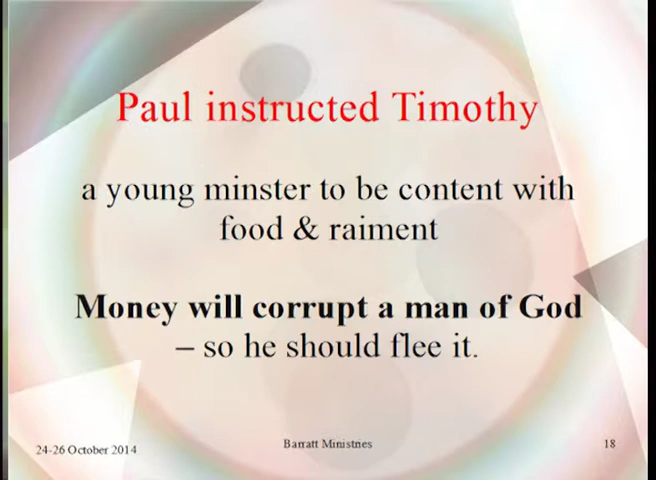 Paul instructed Timothy
a young minster to be content with
food & raiment
Money will corrupt a man of God
– so he should flee it.
24-26 October 2014
Barratt Ministries
18